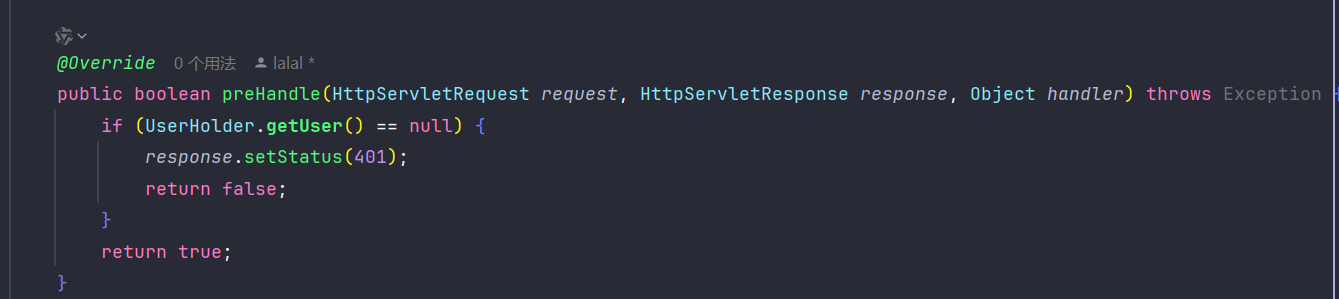 @Override 0 个用法 lalal *
public boolean preHandle(HttpServletRequest request, HttpServletResponse response, Object handler) throws Exception {
if (UserHolder.getUser() == null) {
response.setStatus(401);
return false;
}
return true;
}